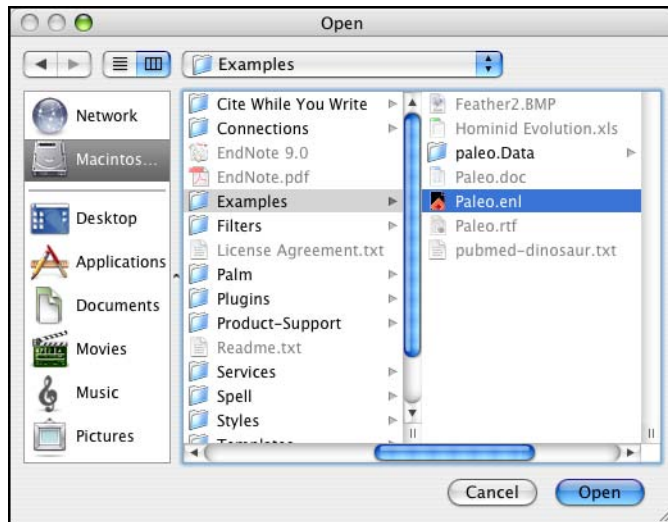 Open
Examples
Network
Macintos...
Desktop
Applications
Documents
Movies
Music
Pictures
Cite While You Write
Connections
EndNote 9.0
EndNote.pdf
Examples
Filters
License Agreement.txt
Palm
Plugins
Product-Support
Readme.txt
Services
Spell
Styles
Feather2.BMP
Hominid Evolution.xls
paleo.Data
Paleo.doc
Paleo.enl
Paleo.rtf
pubmed-dinosaur.txt
Cancel
Open